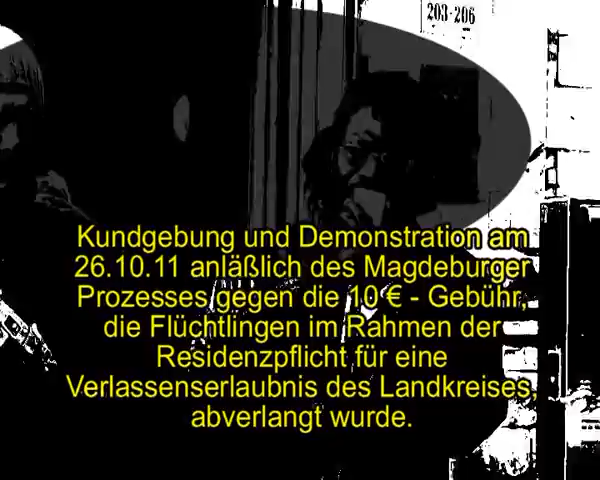 203-206
Kundgebung und Demonstration am
26.10.11 anläßlich des Magdeburger
Prozesses gegen die 10 € - Gebühr,
die Flüchtlingen im Rahmen der
Residenzpflicht für eine
Verlassenserlaubnis des Landkreises,
abverlangt wurde.